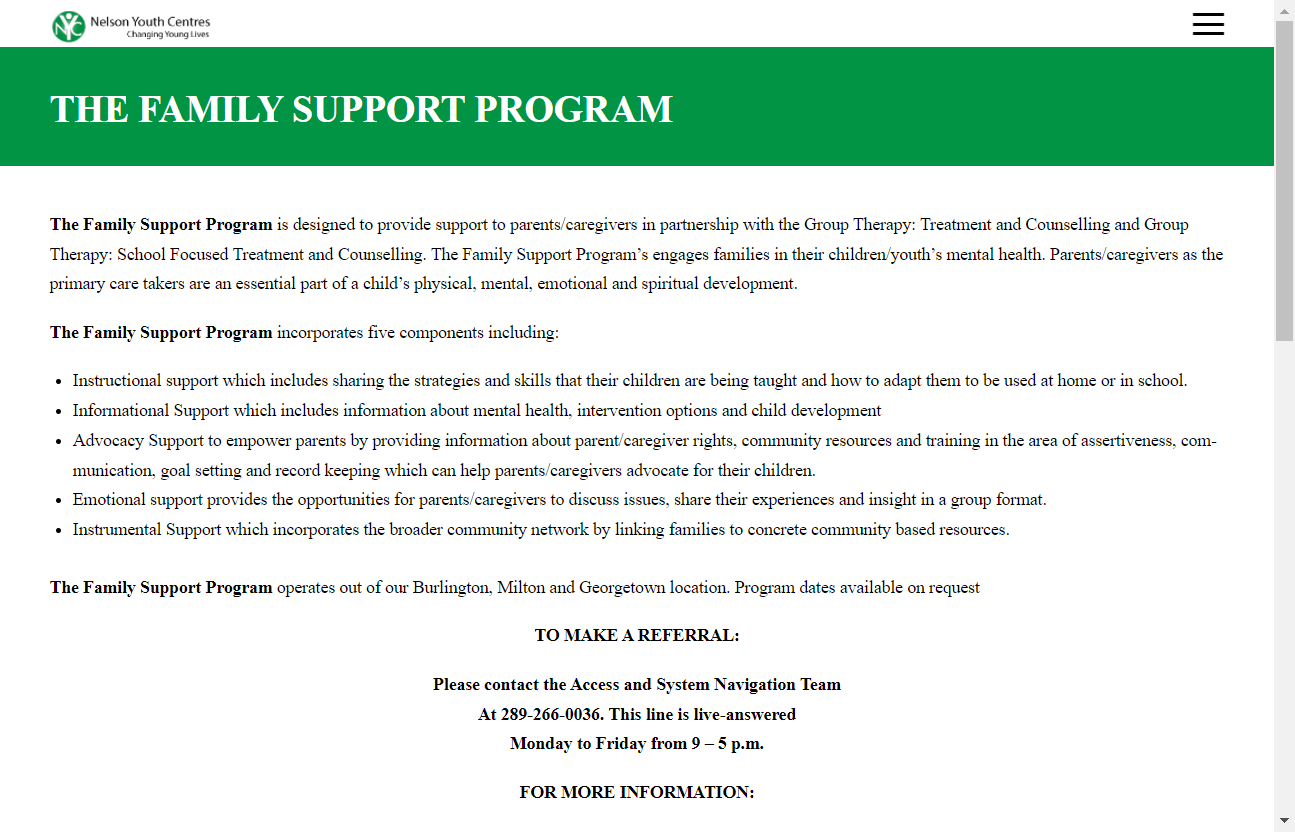 Nelson Youth Centres
Changing Young Lives
THE FAMILY SUPPORT PROGRAM
The Family Support Program is designed to provide support to parents/caregivers in partnership with the Group Therapy: Treatment and Counselling and Group
Therapy: School Focused Treatment and Counselling. The Family Support Program’s engages families in their children/youth’s mental health. Parents/caregivers as the
primary care takers are an essential part of a child’s physical, mental, emotional and spiritual development.
The Family Support Program incorporates five components including:
• Instructional support which includes sharing the strategies and skills that their children are being taught and how to adapt them to be used at home or in school.
• Informational Support which includes information about mental health, intervention options and child development
• Advocacy Support to empower parents by providing information about parent/caregiver rights, community resources and training in the area of assertiveness, com-
munication, goal setting and record keeping which can help parents/caregivers advocate for their children.
• Emotional support provides the opportunities for parents/caregivers to discuss issues, share their experiences and insight in a group format.
• Instrumental Support which incorporates the broader community network by linking families to concrete community based resources.
The Family Support Program operates out of our Burlington, Milton and Georgetown location. Program dates available on request
TO MAKE A REFERRAL:
Please contact the Access and System Navigation Team
At 289-266-0036. This line is live-answered
Monday to Friday from 9 – 5 p.m.
FOR MORE INFORMATION: